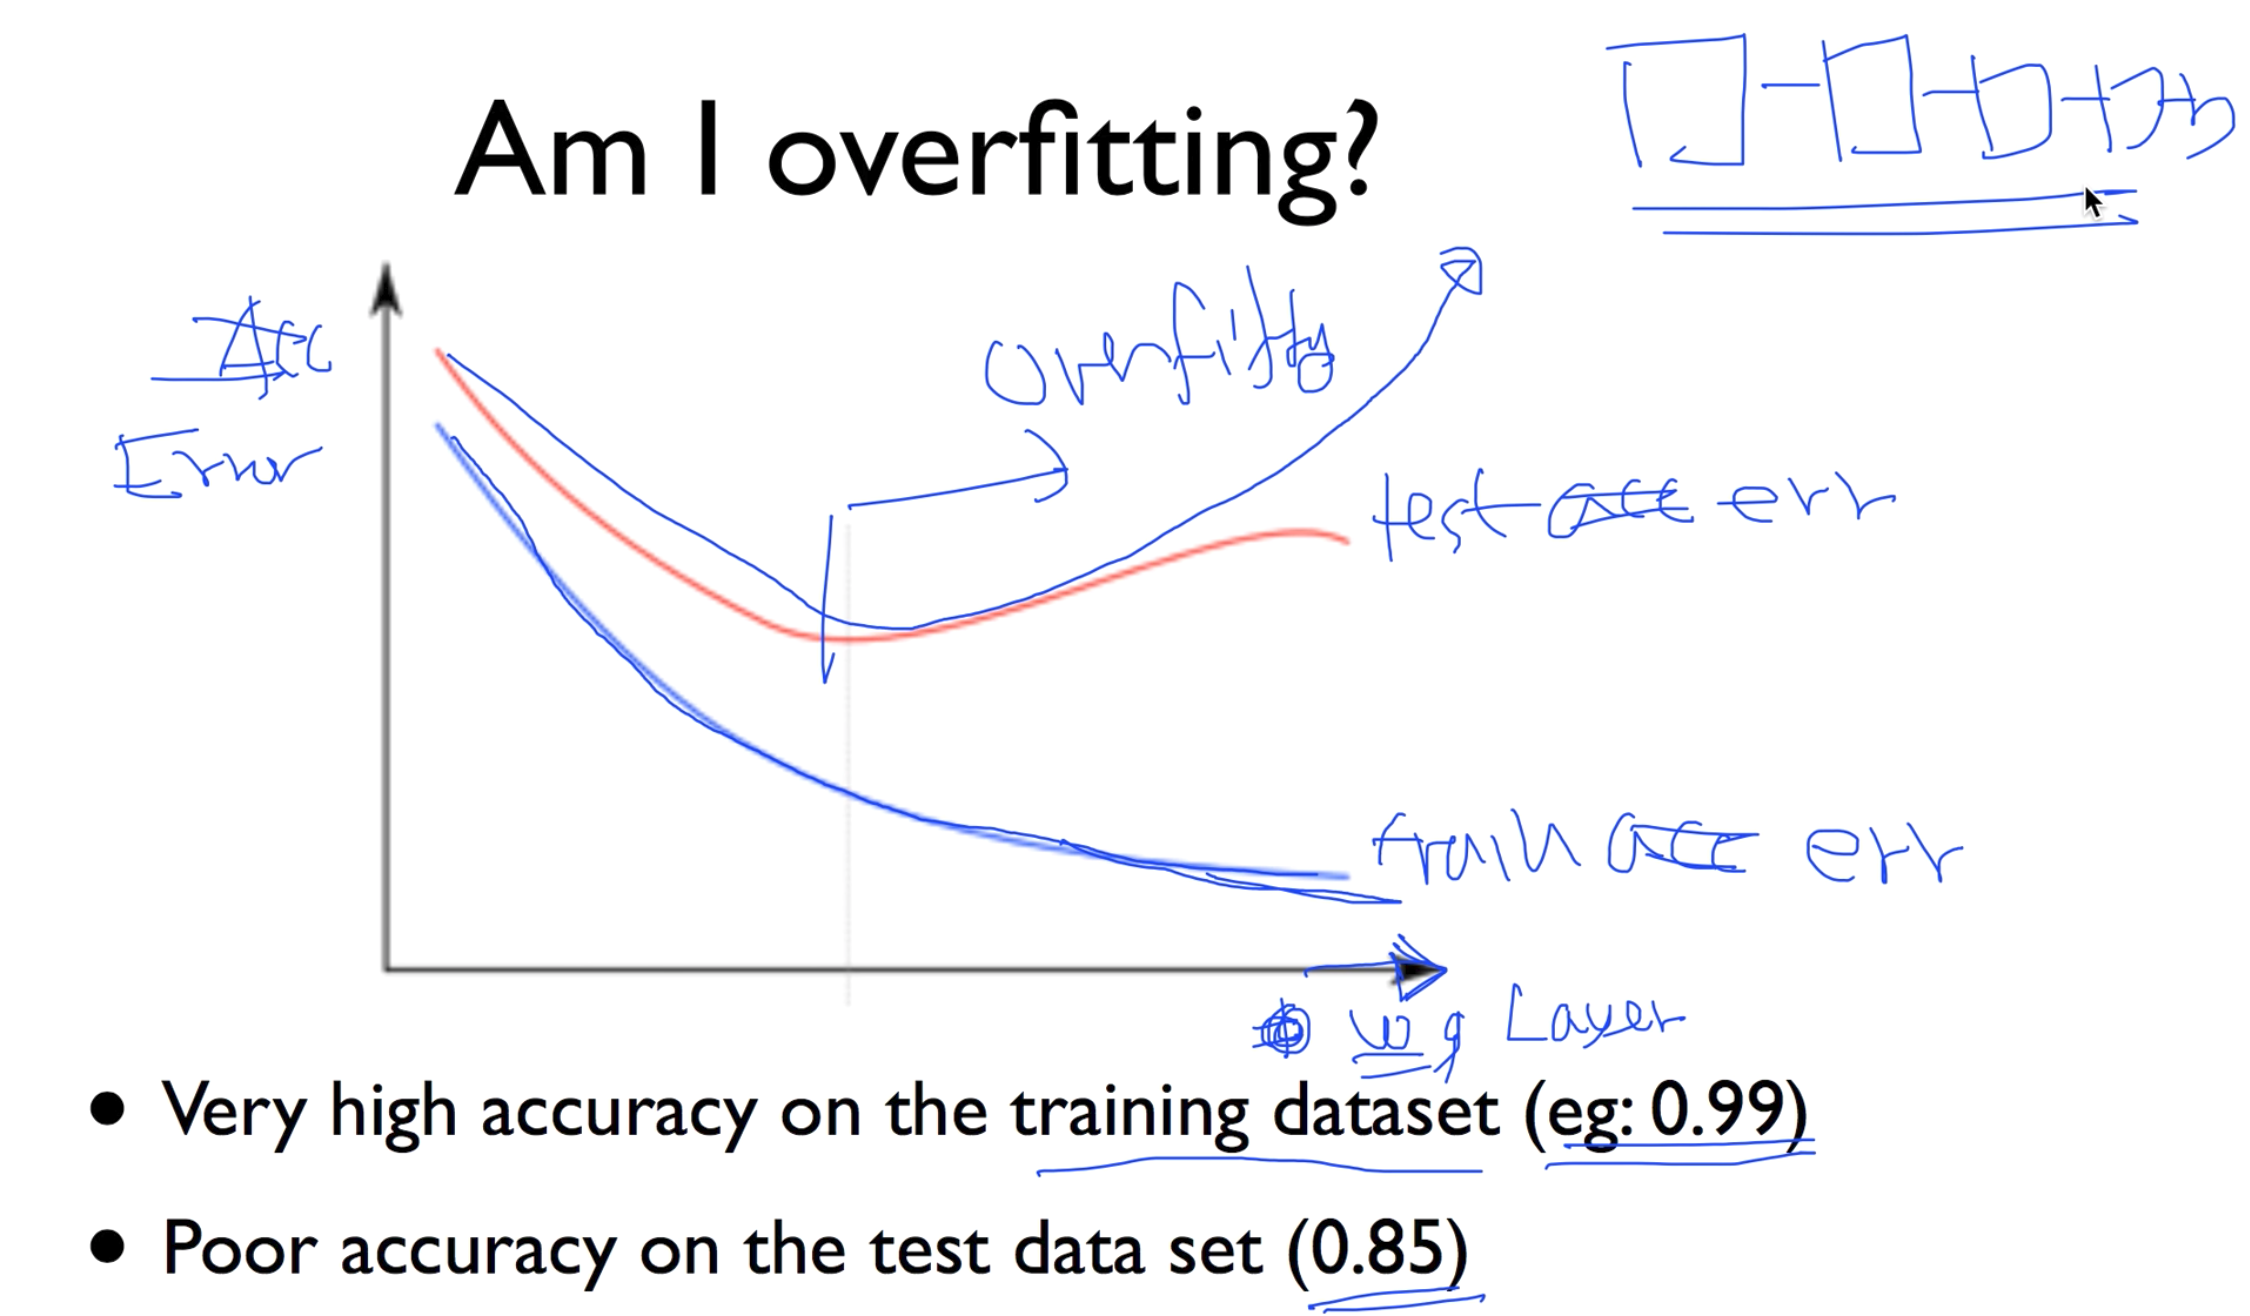 Am I overfitting?
Acc
Error
overfitting
test acc err
train acc err
Layer
• Very high accuracy on the training dataset (eg: 0.99)
• Poor accuracy on the test data set (0.85)